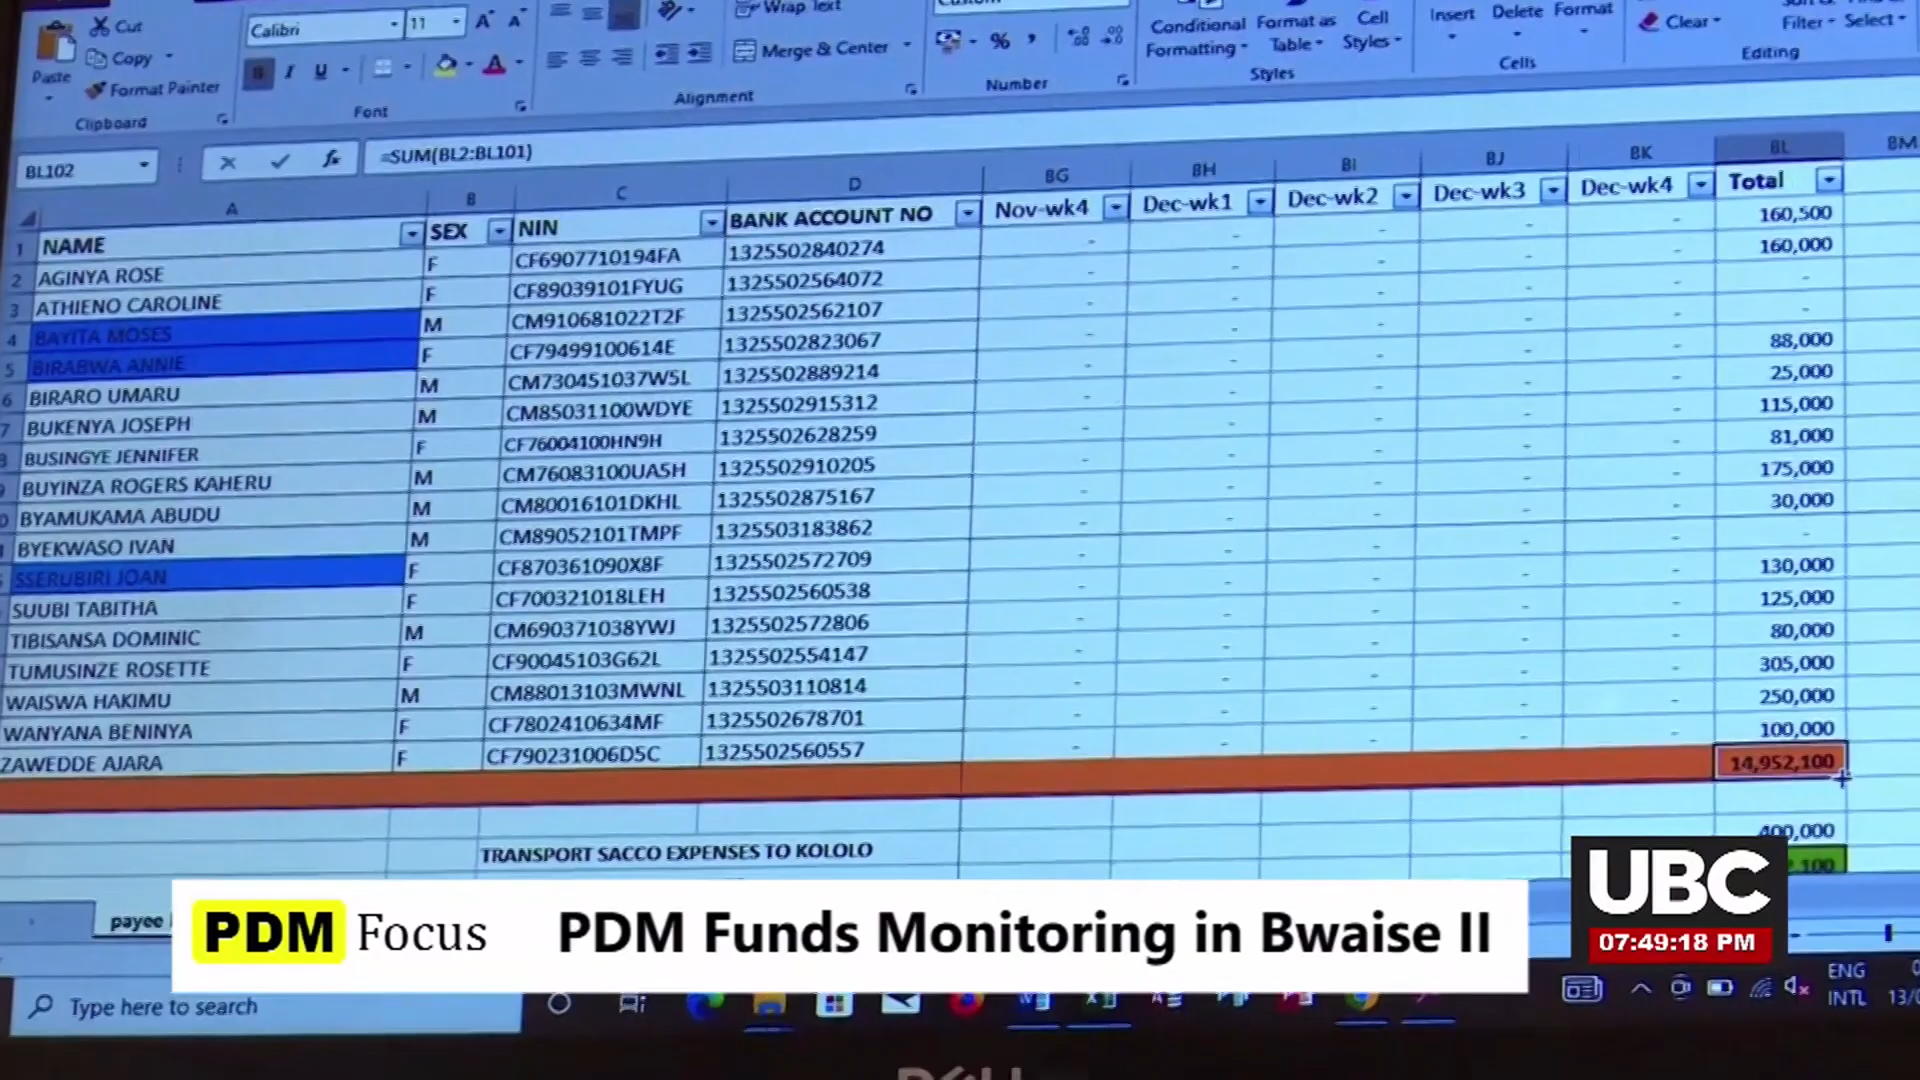 Cut
Copy
Paste
Format Painter
Clipboard
Calibri 11
Font
Wrap Text
Merge & Center
Alignment
Number
Conditional Formatting
Format as Table
Cell Styles
Styles
Insert Delete Format
Cells
Clear
Filter Select
Editing
BL102 =SUM(BL2:BL101)
A B C D BG BH BI BJ BK BL BM
1 NAME SEX NIN BANK ACCOUNT NO Nov-wk4 Dec-wk1 Dec-wk2 Dec-wk3 Dec-wk4 Total
2 AGINYA ROSE F CF6907710194FA 1325502840274 - - - - - 160,500
3 ATHIENO CAROLINE F CF89039101FYUG 1325502564072 - - - - - 160,000
4 BAYITA MOSES M CM910681022T2F 1325502562107 - - - - - -
5 BIRABWA ANNIE F CF79499100614E 1325502823067 - - - - - -
6 BIRARO UMARU M CM730451037W5L 1325502889214 - - - - - 88,000
7 BUKENYA JOSEPH M CM85031100WDYE 1325502915312 - - - - - 25,000
BUSINGYE JENNIFER F CF76004100HN9H 1325502628259 - - - - - 115,000
BUYINZA ROGERS KAHERU M CM76083100UA5H 1325502910205 - - - - - 81,000
BYAMUKAMA ABUDU M CM80016101DKHL 1325502875167 - - - - - 175,000
BYEKWASO IVAN M CM89052101TMPF 1325503183862 - - - - - 30,000
SSERUBIRI JOAN F CF870361090X8F 1325502572709 - - - - - -
SUUBI TABITHA F CF700321018LEH 1325502560538 - - - - - 130,000
TIBISANSA DOMINIC M CM690371038YWJ 1325502572806 - - - - - 125,000
TUMUSINZE ROSETTE F CF90045103G62L 1325502554147 - - - - - 80,000
WAISWA HAKIMU M CM88013103MWNL 1325503110814 - - - - - 305,000
WANYANA BENINYA F CF7802410634MF 1325502678701 - - - - - 250,000
ZAWEDDE AJARA F CF790231006D5C 1325502560557 - - - - - 100,000
14,952,100
TRANSPORT SACCO EXPENSES TO KOLOLO 400,000
payee
PDM Focus PDM Funds Monitoring in Bwaise II
UBC
07:49:18 PM
Type here to search
ENG
INTL